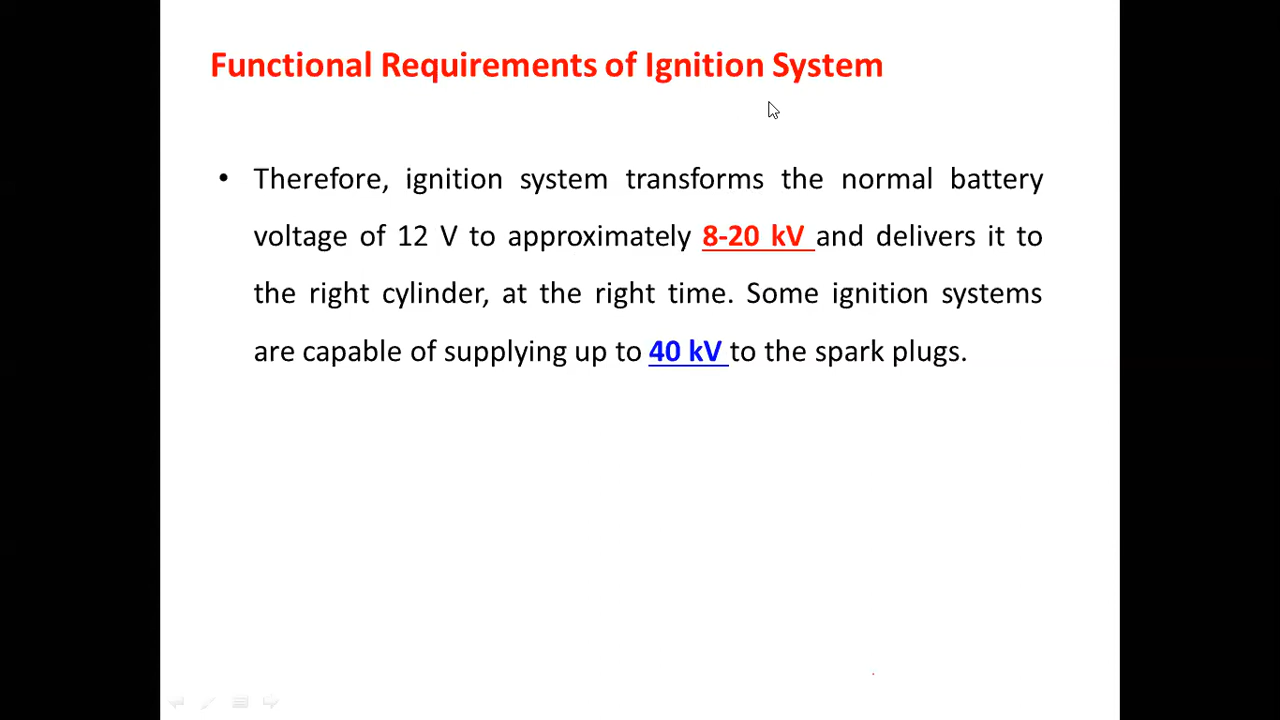 Functional Requirements of Ignition System
• Therefore, ignition system transforms the normal battery
voltage of 12 V to approximately 8-20 kV and delivers it to
the right cylinder, at the right time. Some ignition systems
are capable of supplying up to 40 kV to the spark plugs.